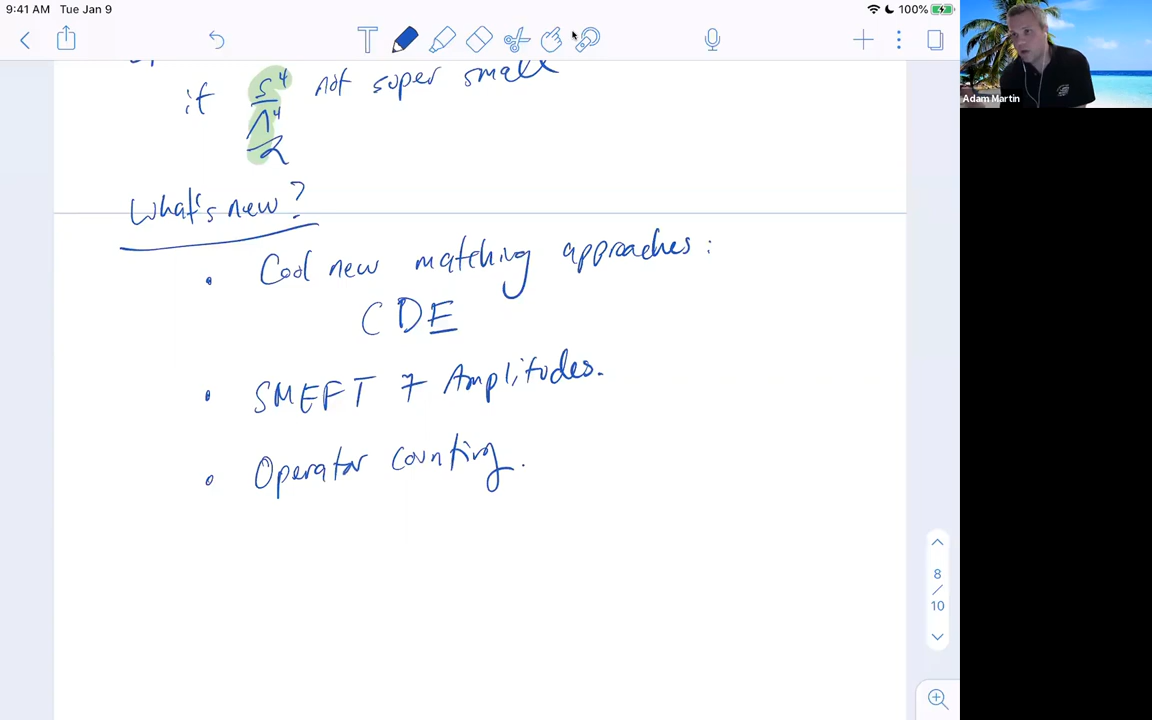 9:41 AM Tue Jan 9
100%
Adam Martin
if s⁴ not super small
Λ⁴
2
What's new?
• Cool new matching approaches:
CDE
• SMEFT 7 Amplitudes.
• Operator counting.
8
/
10